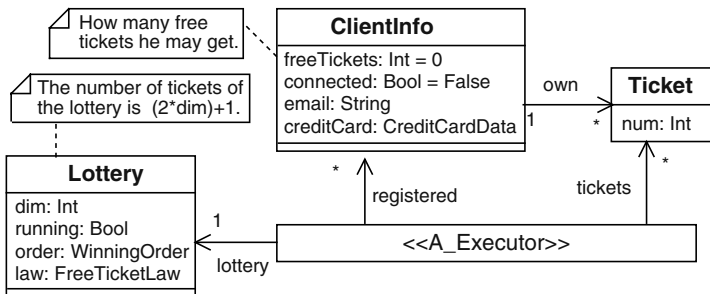 How many free
tickets he may get.
The number of tickets of
the lottery is (2*dim)+1.
ClientInfo
freeTickets: Int = 0
connected: Bool = False
email: String
creditCard: CreditCardData
own
1
*
Ticket
num: Int
Lottery
dim: Int
running: Bool
order: WinningOrder
law: FreeTicketLaw
*
registered
*
tickets
1
lottery
<<A_Executor>>